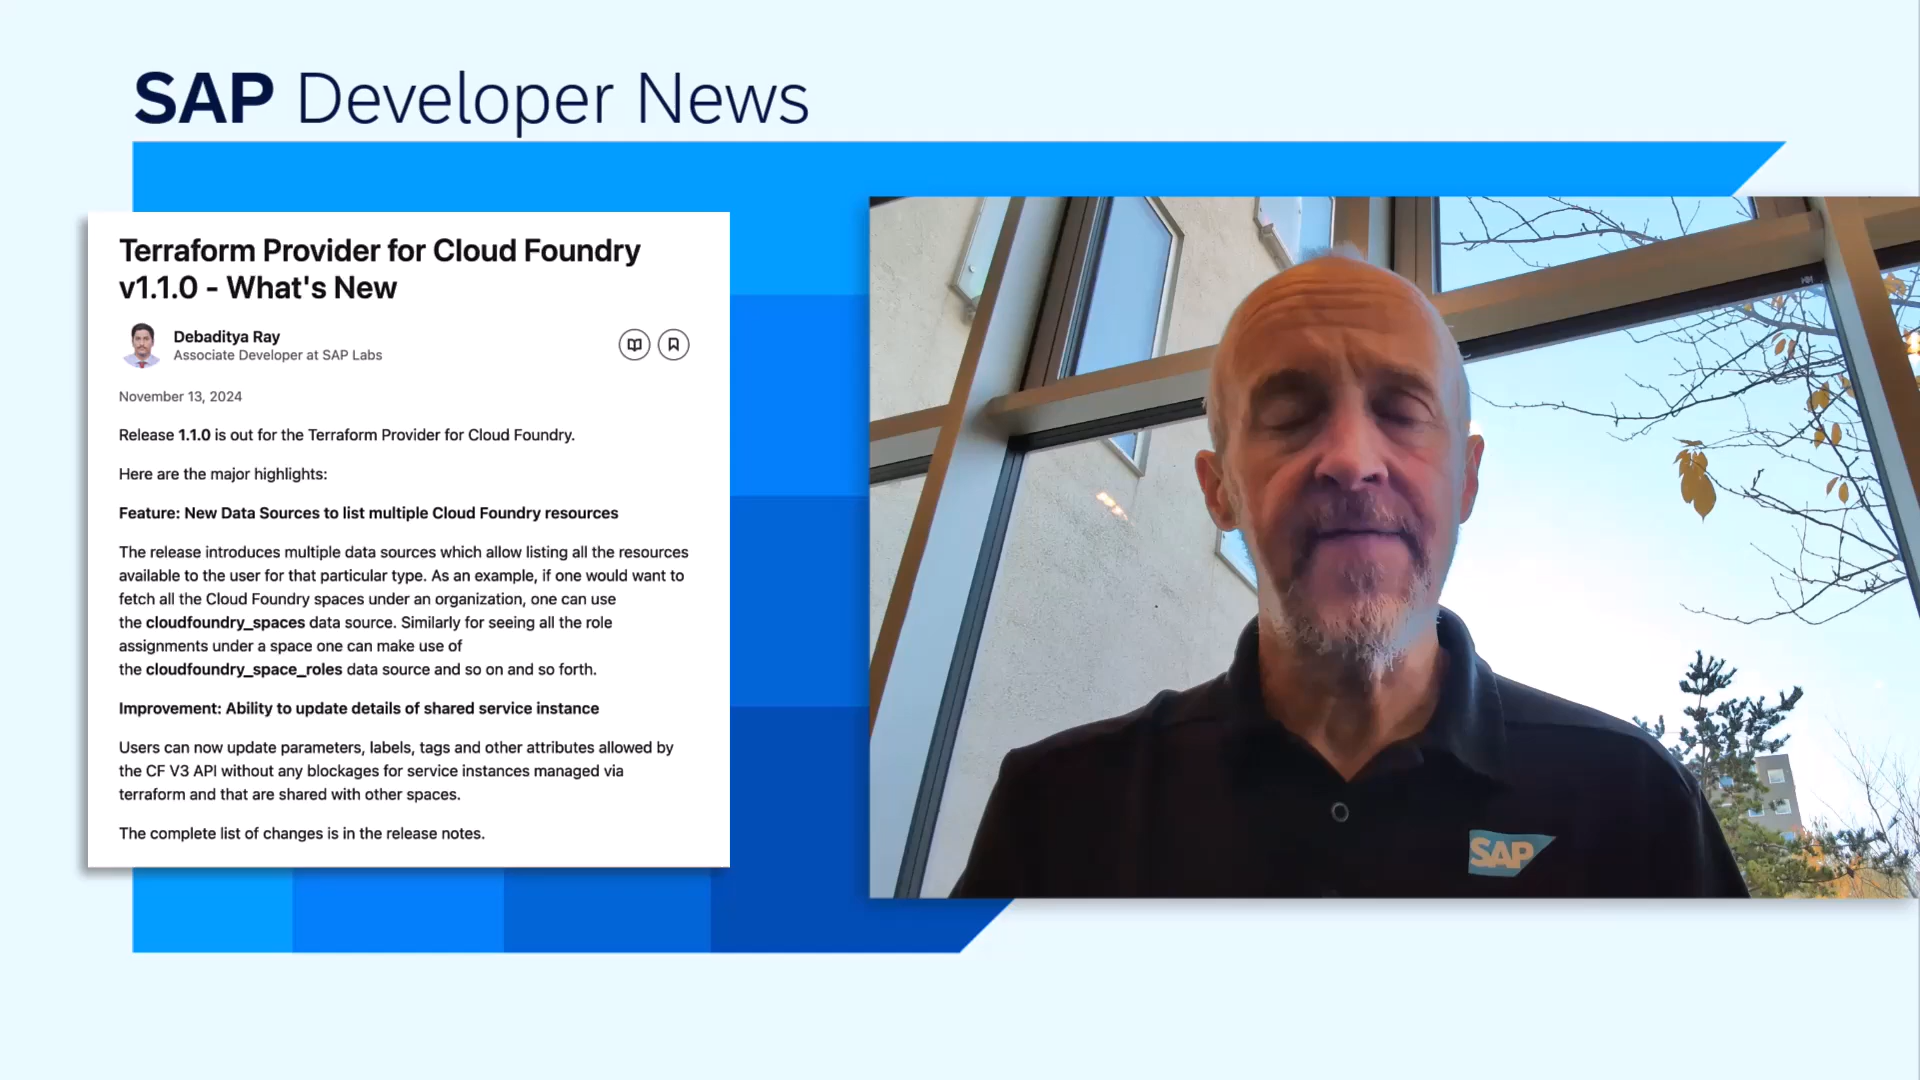 SAP Developer News
Terraform Provider for Cloud Foundry
v1.1.0 - What's New
Debaditya Ray
Associate Developer at SAP Labs
November 13, 2024
Release 1.1.0 is out for the Terraform Provider for Cloud Foundry.
Here are the major highlights:
Feature: New Data Sources to list multiple Cloud Foundry resources
The release introduces multiple data sources which allow listing all the resources
available to the user for that particular type. As an example, if one would want to
fetch all the Cloud Foundry spaces under an organization, one can use
the cloudfoundry_spaces data source. Similarly for seeing all the role
assignments under a space one can make use of
the cloudfoundry_space_roles data source and so on and so forth.
Improvement: Ability to update details of shared service instance
Users can now update parameters, labels, tags and other attributes allowed by
the CF V3 API without any blockages for service instances managed via
terraform and that are shared with other spaces.
The complete list of changes is in the release notes.
SAP